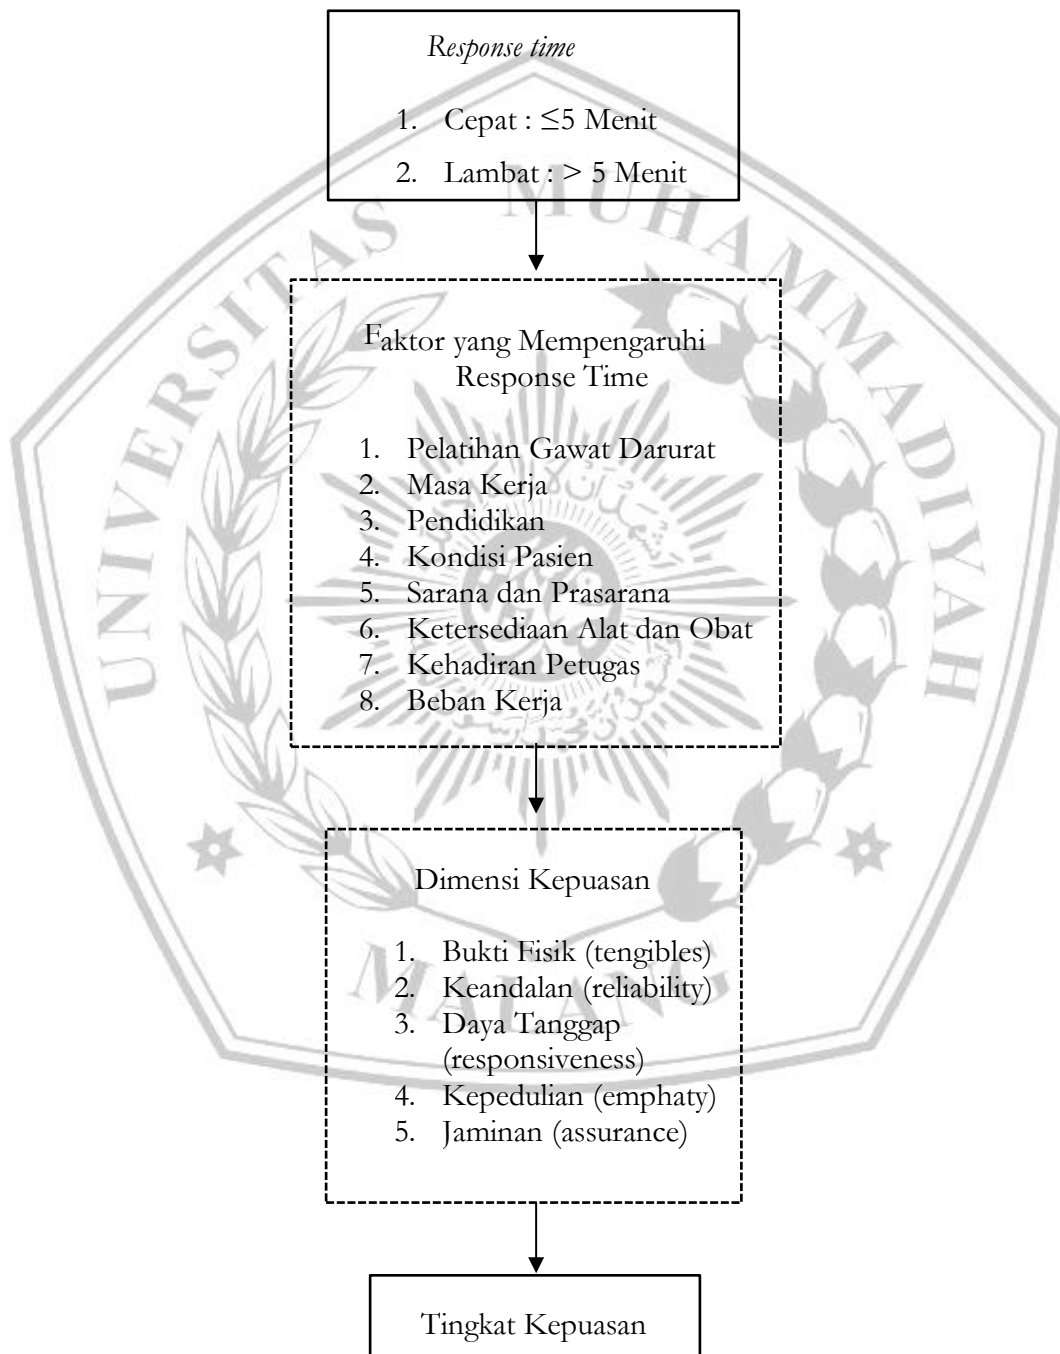 Response time
1. Cepat : ≤5 Menit
2. Lambat : > 5 Menit
UNIVERSITAS MUHAMMADIYAH
Faktor yang Mempengaruhi
Response Time
1. Pelatihan Gawat Darurat
2. Masa Kerja
3. Pendidikan
4. Kondisi Pasien
5. Sarana dan Prasarana
6. Ketersediaan Alat dan Obat
7. Kehadiran Petugas
8. Beban Kerja
Dimensi Kepuasan
1. Bukti Fisik (tengibles)
2. Keandalan (reliability)
3. Daya Tanggap
(responsiveness)
4. Kepedulian (emphaty)
5. Jaminan (assurance)
MALANG
Tingkat Kepuasan